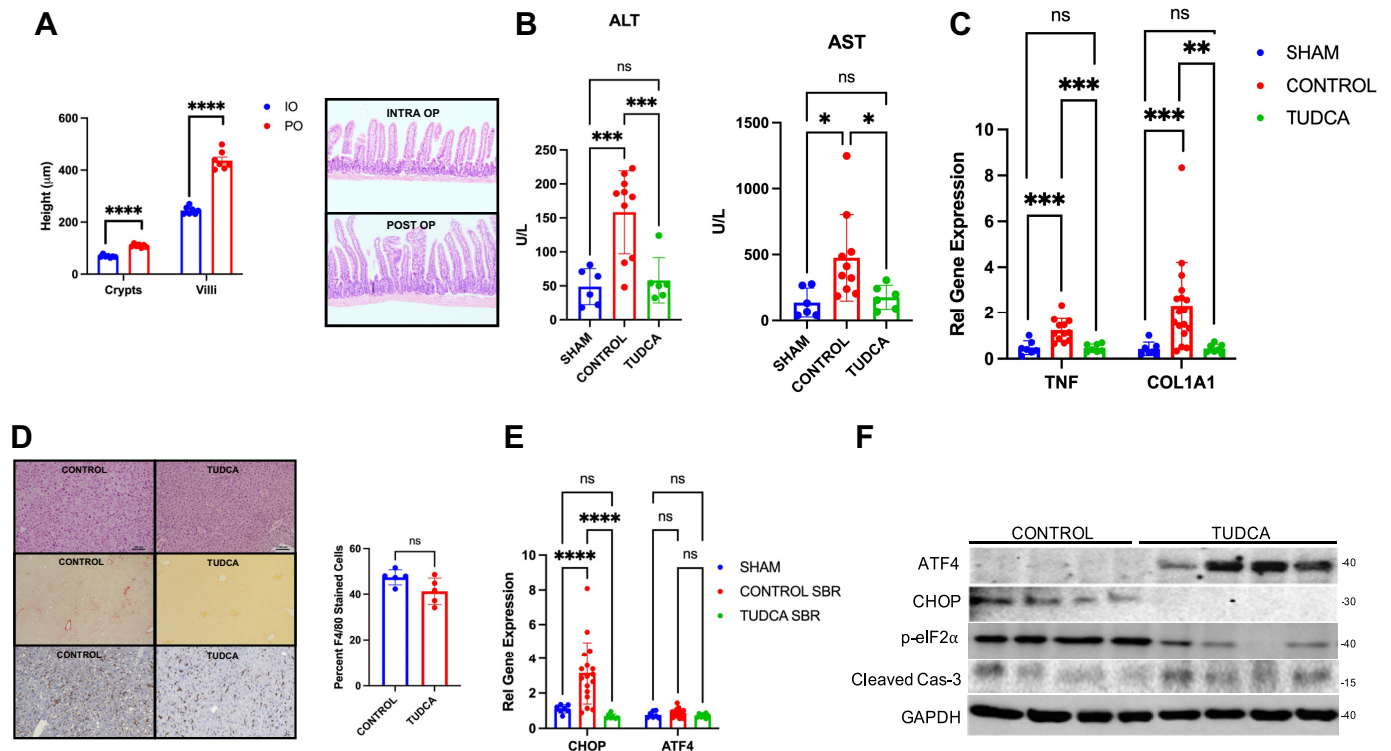 A
IO
PO
****
****
600
400
200
0
Height (μm)
Crypts
Villi
INTRA OP
POST OP
B
ALT
ns
***
***
250
200
150
100
50
0
U/L
SHAM
CONTROL
TUDCA
AST
ns
*
*
1500
1000
500
0
U/L
SHAM
CONTROL
TUDCA
C
ns
ns
***
**
***
***
10
8
6
4
2
0
Rel Gene Expression
TNF
COL1A1
SHAM
CONTROL
TUDCA
D
CONTROL
TUDCA
CONTROL
TUDCA
CONTROL
TUDCA
ns
60
40
20
0
Percent F4/80 Stained Cells
CONTROL
TUDCA
E
ns
ns
****
ns
****
ns
10
8
6
4
2
0
Rel Gene Expression
CHOP
ATF4
SHAM
CONTROL SBR
TUDCA SBR
F
CONTROL
TUDCA
ATF4
-40
CHOP
-30
p-eIF2α
-40
Cleaved Cas-3
-15
GAPDH
-40